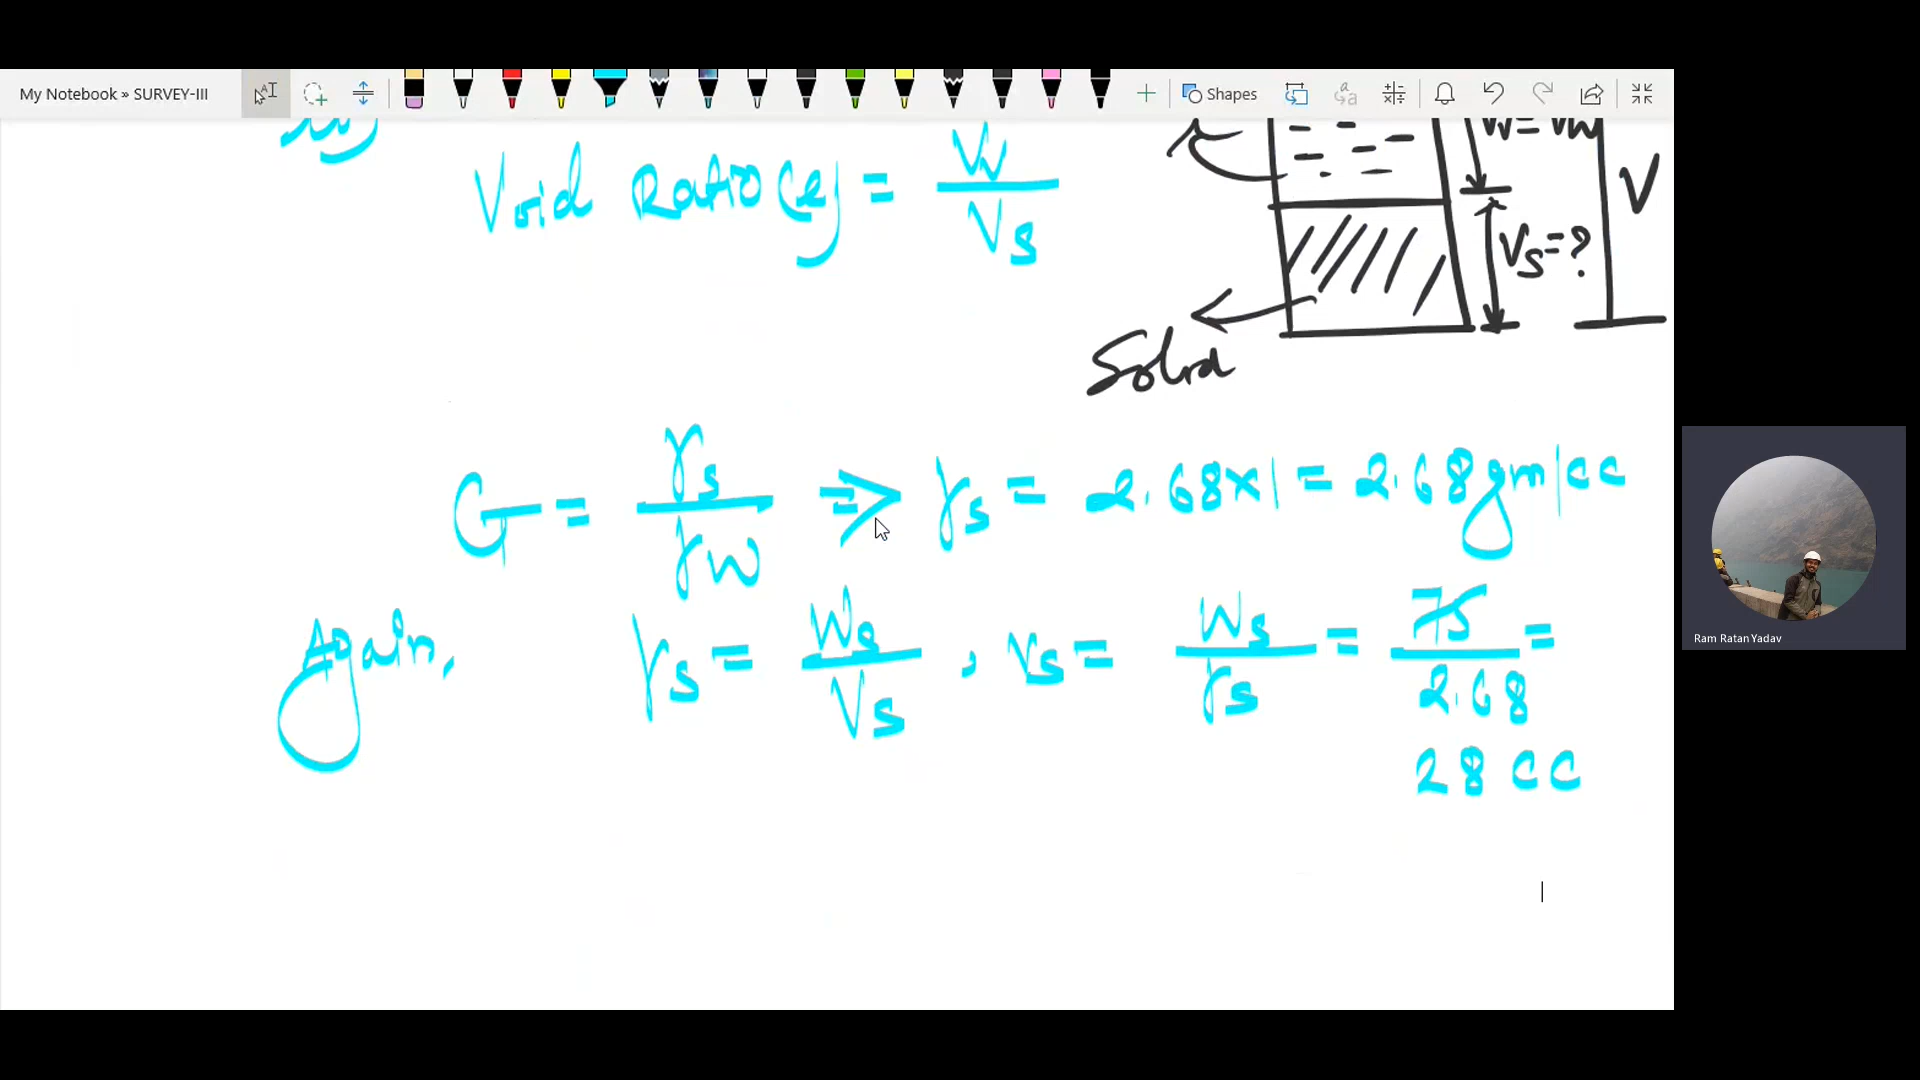 My Notebook » SURVEY-III
Shapes
Void Ratio (e) = Vv / Vs
V
Vs = ?
Solid
G = γs / γw ⇒ γs = 2.68 x 1 = 2.68 gm/cc
Again, γs = Ws / Vs , Vs = Ws / γs = 75 / 2.68 =
28 cc
Ram Ratan Yadav